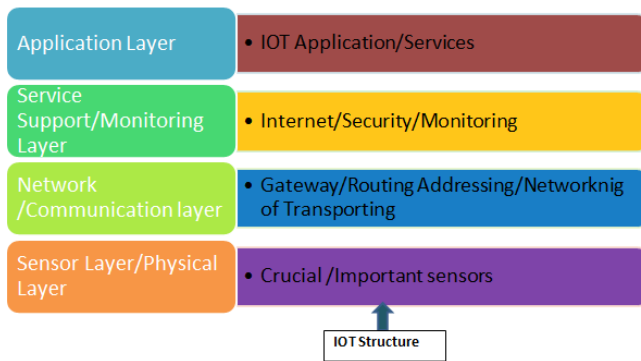 Application Layer
• IOT Application/Services
Service
Support/Monitoring
Layer
• Internet/Security/Monitoring
Network
/Communication layer
• Gateway/Routing Addressing/Networknig
of Transporting
Sensor Layer/Physical
Layer
• Crucial /Important sensors
IOT Structure